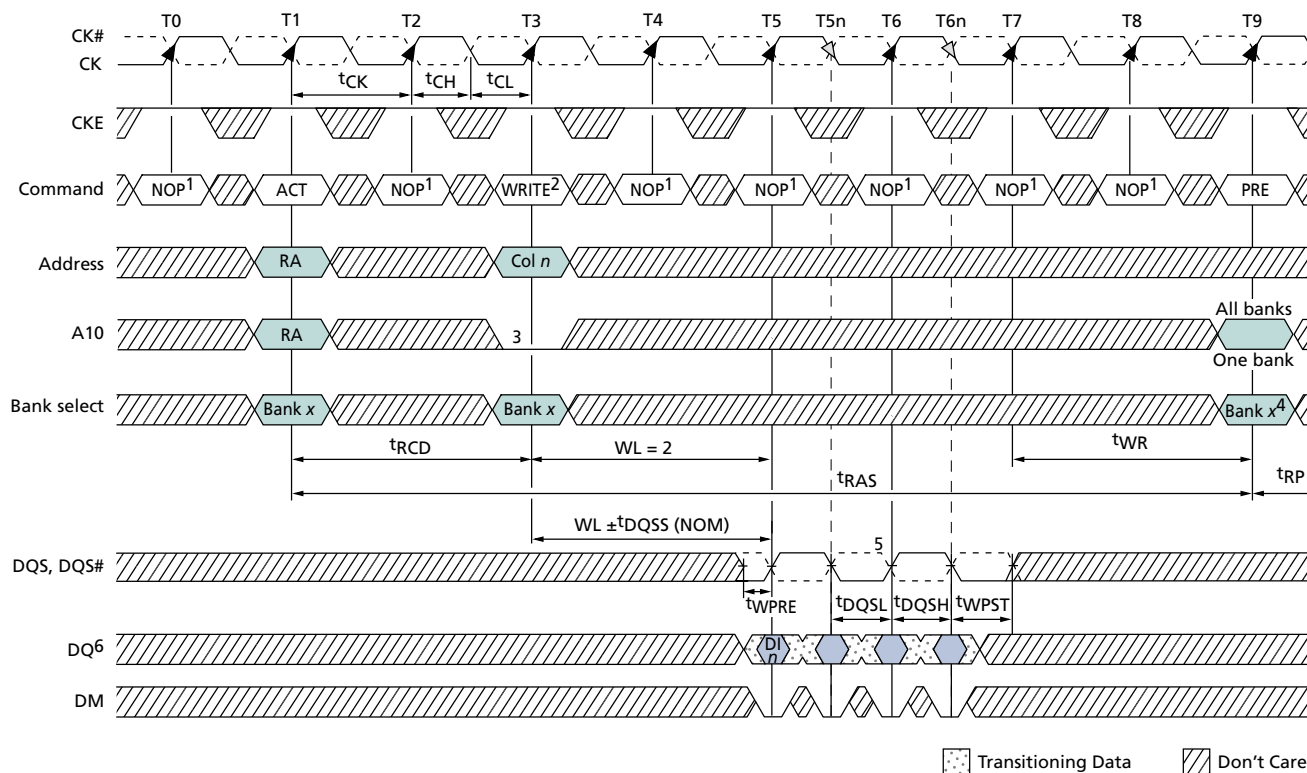 T0 T1 T2 T3 T4 T5 T5n T6 T6n T7 T8 T9
CK#
CK
tCK tCH tCL
CKE
Command NOP1 ACT NOP1 WRITE2 NOP1 NOP1 NOP1 NOP1 NOP1 PRE
Address RA Col n
All banks
A10 RA 3
One bank
Bank select Bank x Bank x Bank x4
tRCD WL = 2 tWR
tRAS tRP
WL ±tDQSS (NOM)
5
DQS, DQS#
tWPRE tDQSL tDQSH tWPST
DQ6 DI n
DM
Transitioning Data Don't Care